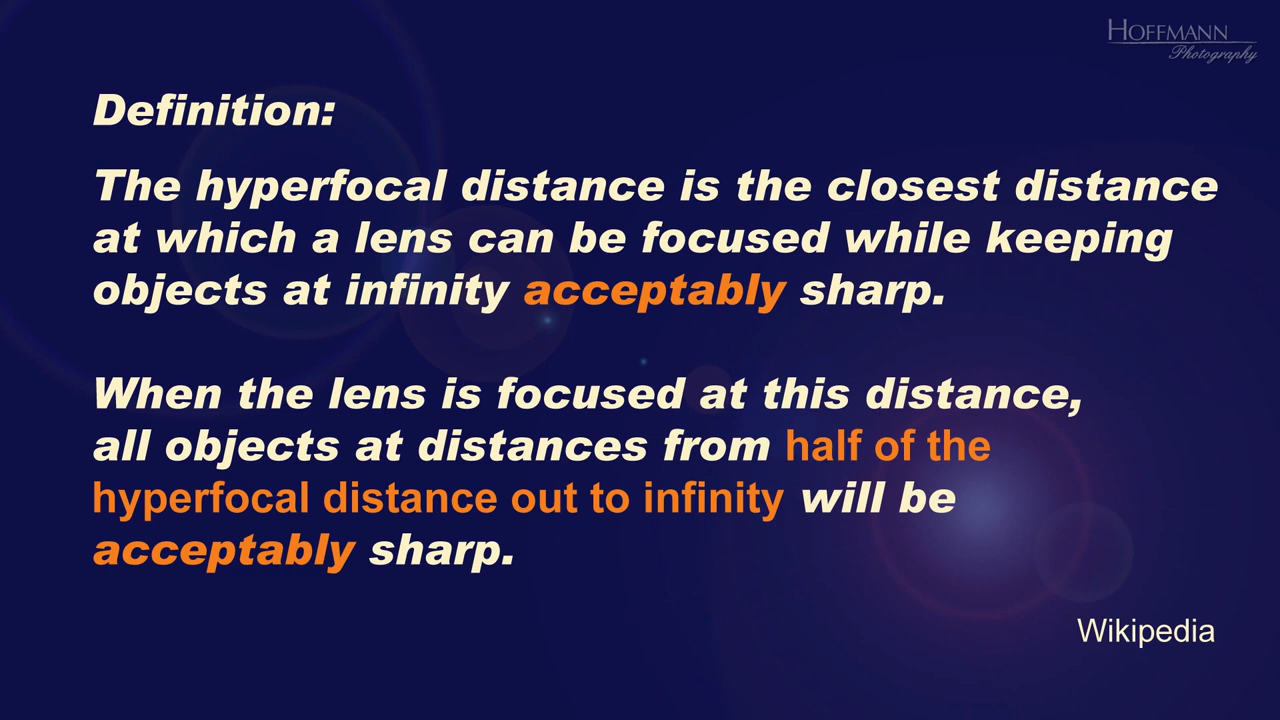 HOFFMANN
Photography
Definition:
The hyperfocal distance is the closest distance
at which a lens can be focused while keeping
objects at infinity acceptably sharp.
When the lens is focused at this distance,
all objects at distances from half of the
hyperfocal distance out to infinity will be
acceptably sharp.
Wikipedia